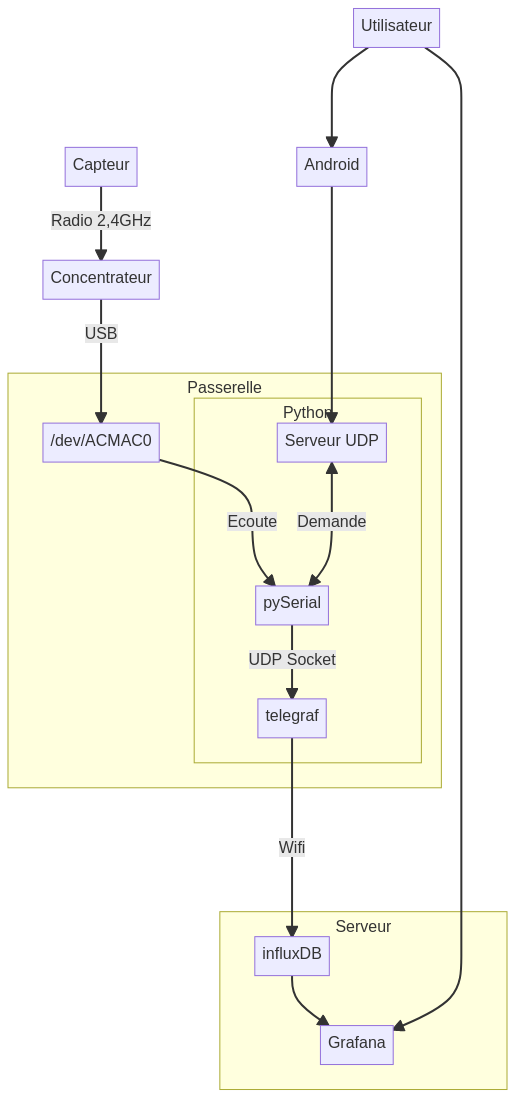 Utilisateur
Capteur
Android
Radio 2,4GHz
Concentrateur
USB
Passerelle
Python
/dev/ACMAC0
Serveur UDP
Ecoute
Demande
pySerial
UDP Socket
telegraf
Wifi
Serveur
influxDB
Grafana